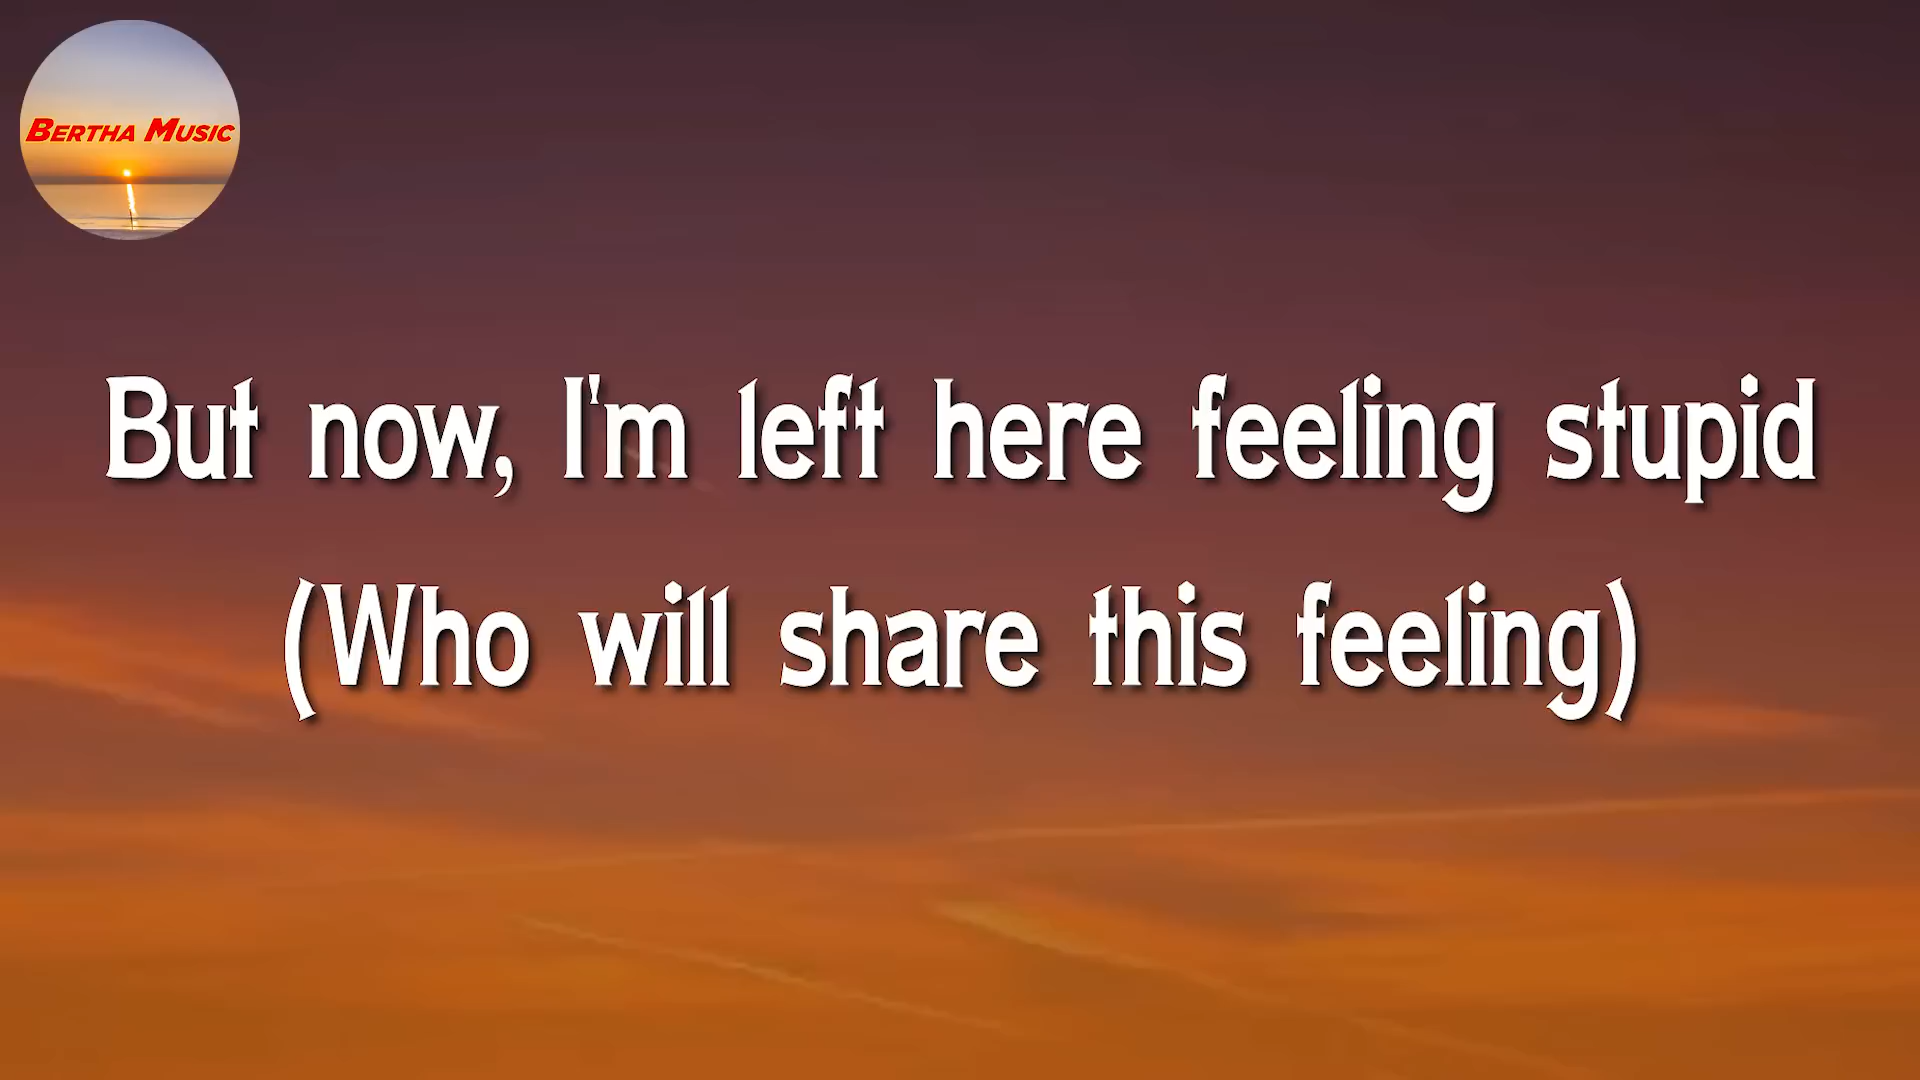 BERTHA MUSIC
But now, I'm left here feeling stupid
(Who will share this feeling)